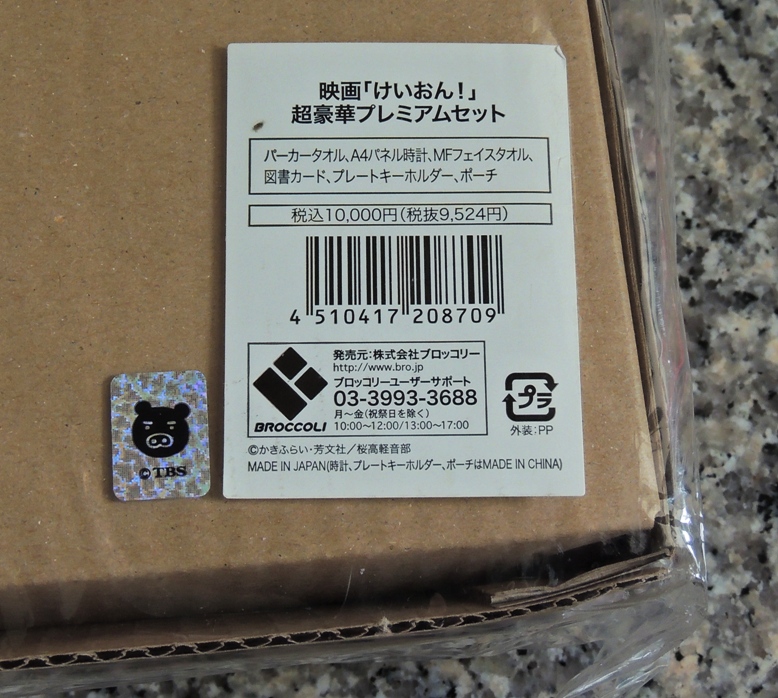 映画「けいおん！」
超豪華プレミアムセット
パーカータオル、A4パネル時計、MFフェイスタオル、
図書カード、プレートキーホルダー、ポーチ
税込10,000円(税抜9,524円)
4 510417 208709
発売元：株式会社ブロッコリー
http://www.bro.jp
ブロッコリーユーザーサポート
03-3993-3688
月〜金(祝祭日を除く)
10:00~12:00/13:00~17:00
BROCCOLI
プラ
外装：PP
©かきふらい・芳文社／桜高軽音部
MADE IN JAPAN(時計、プレートキーホルダー、ポーチはMADE IN CHINA)
©TBS